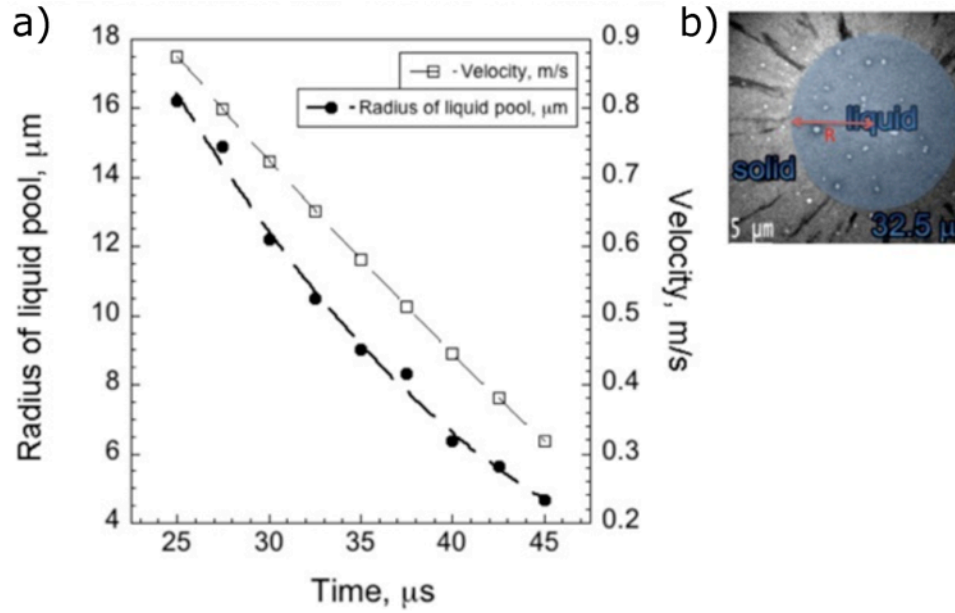 a)
18
16
14
12
10
8
6
4
Radius of liquid pool, μm
- Velocity, m/s
- Radius of liquid pool, μm
0.9
0.8
0.7
0.6
0.5
0.4
0.3
0.2
Velocity, m/s
25
30
35
40
45
Time, μs
b)
liquid
R
solid
32.5 μ
5 μm